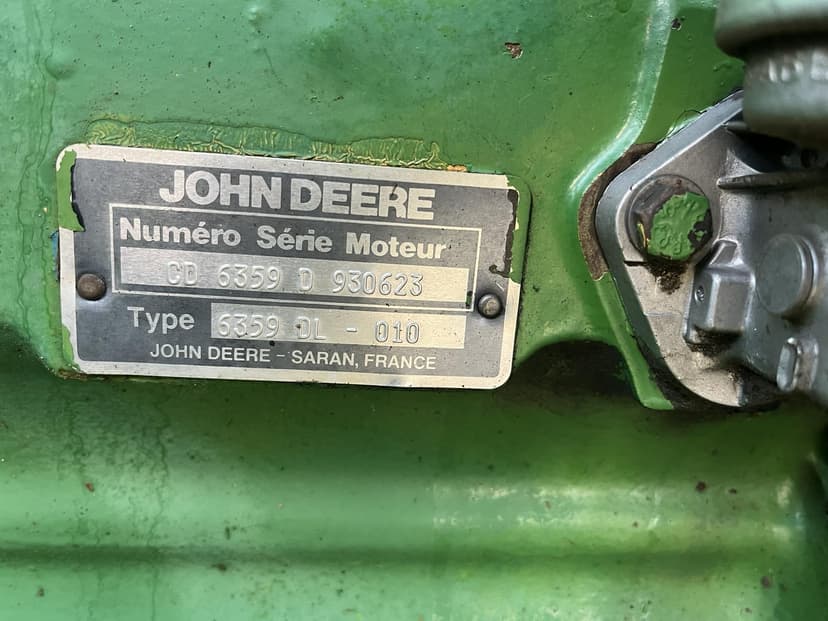 JOHN DEERE
Numéro Série Moteur
CD 6359 D 930623
Type 6359 DL - 010
JOHN DEERE - SARAN, FRANCE